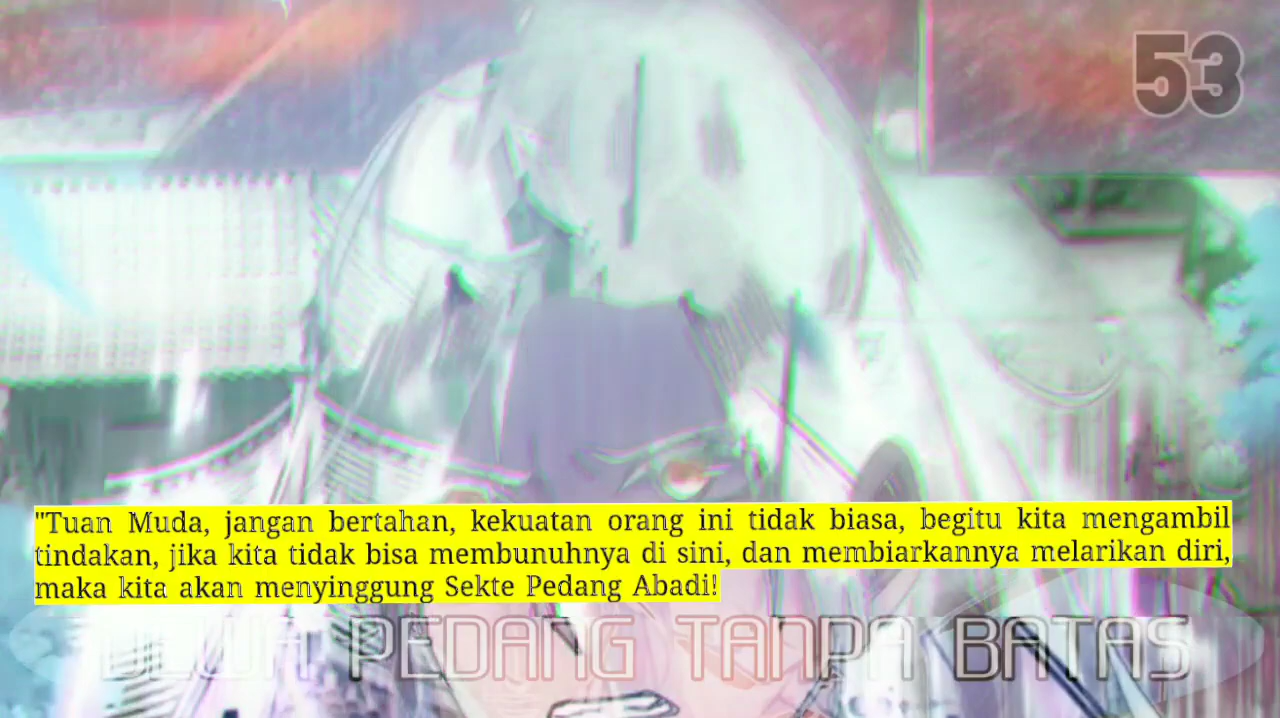 53
"Tuan Muda, jangan bertahan, kekuatan orang ini tidak biasa, begitu kita mengambil
tindakan, jika kita tidak bisa membunuhnya di sini, dan membiarkannya melarikan diri,
maka kita akan menyinggung Sekte Pedang Abadi!
DEWA PEDANG TANPA BATAS